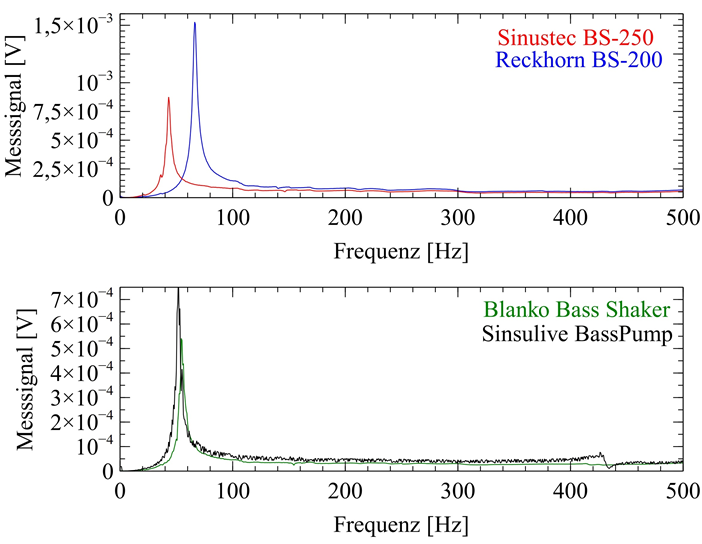 1,5×10⁻³
10⁻³
7,5×10⁻⁴
5×10⁻⁴
2,5×10⁻⁴
0
Messsignal [V]
Sinustec BS-250
Reckhorn BS-200
0 100 200 300 400 500
Frequenz [Hz]
7×10⁻⁴
6×10⁻⁴
5×10⁻⁴
4×10⁻⁴
3×10⁻⁴
2×10⁻⁴
10⁻⁴
0
Messsignal [V]
Blanko Bass Shaker
Sinsulive BassPump
0 100 200 300 400 500
Frequenz [Hz]